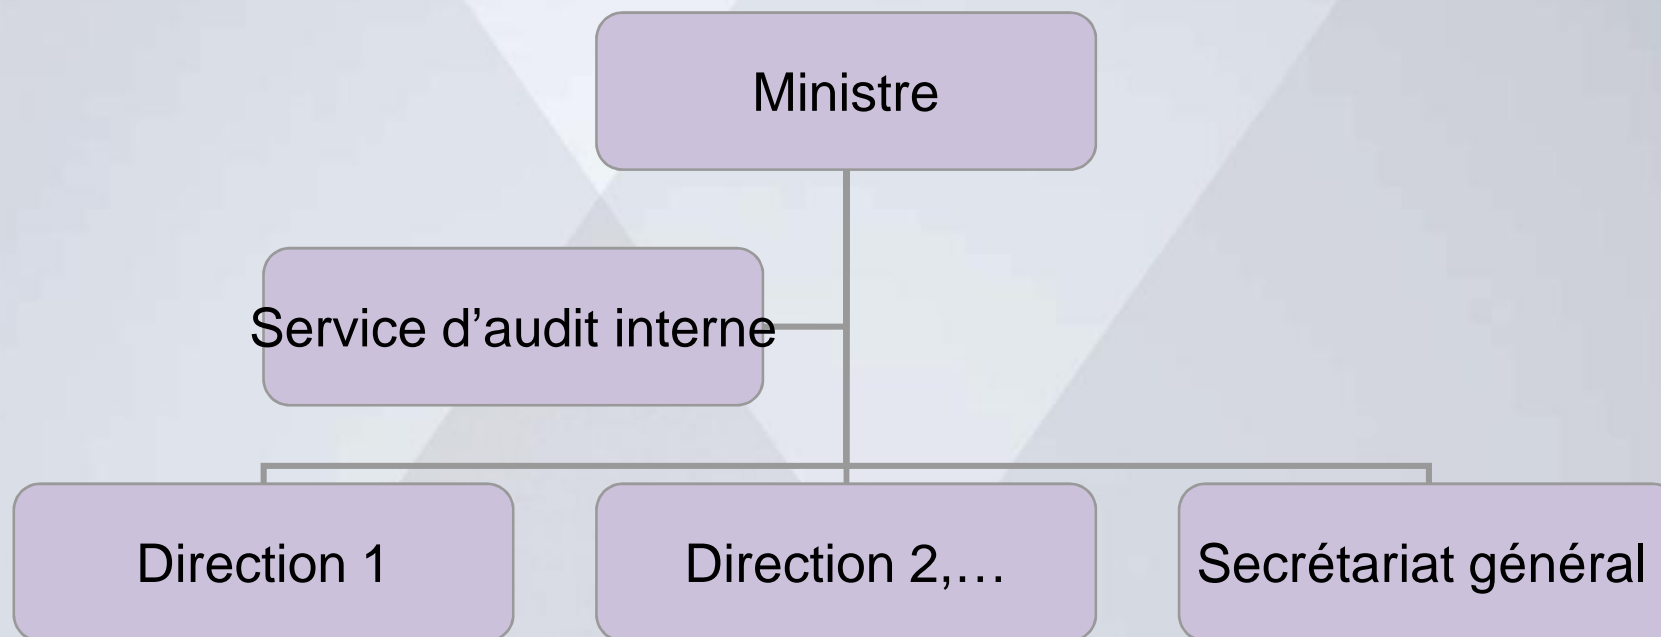 Ministre
Service d’audit interne
Direction 1
Direction 2,…
Secrétariat général